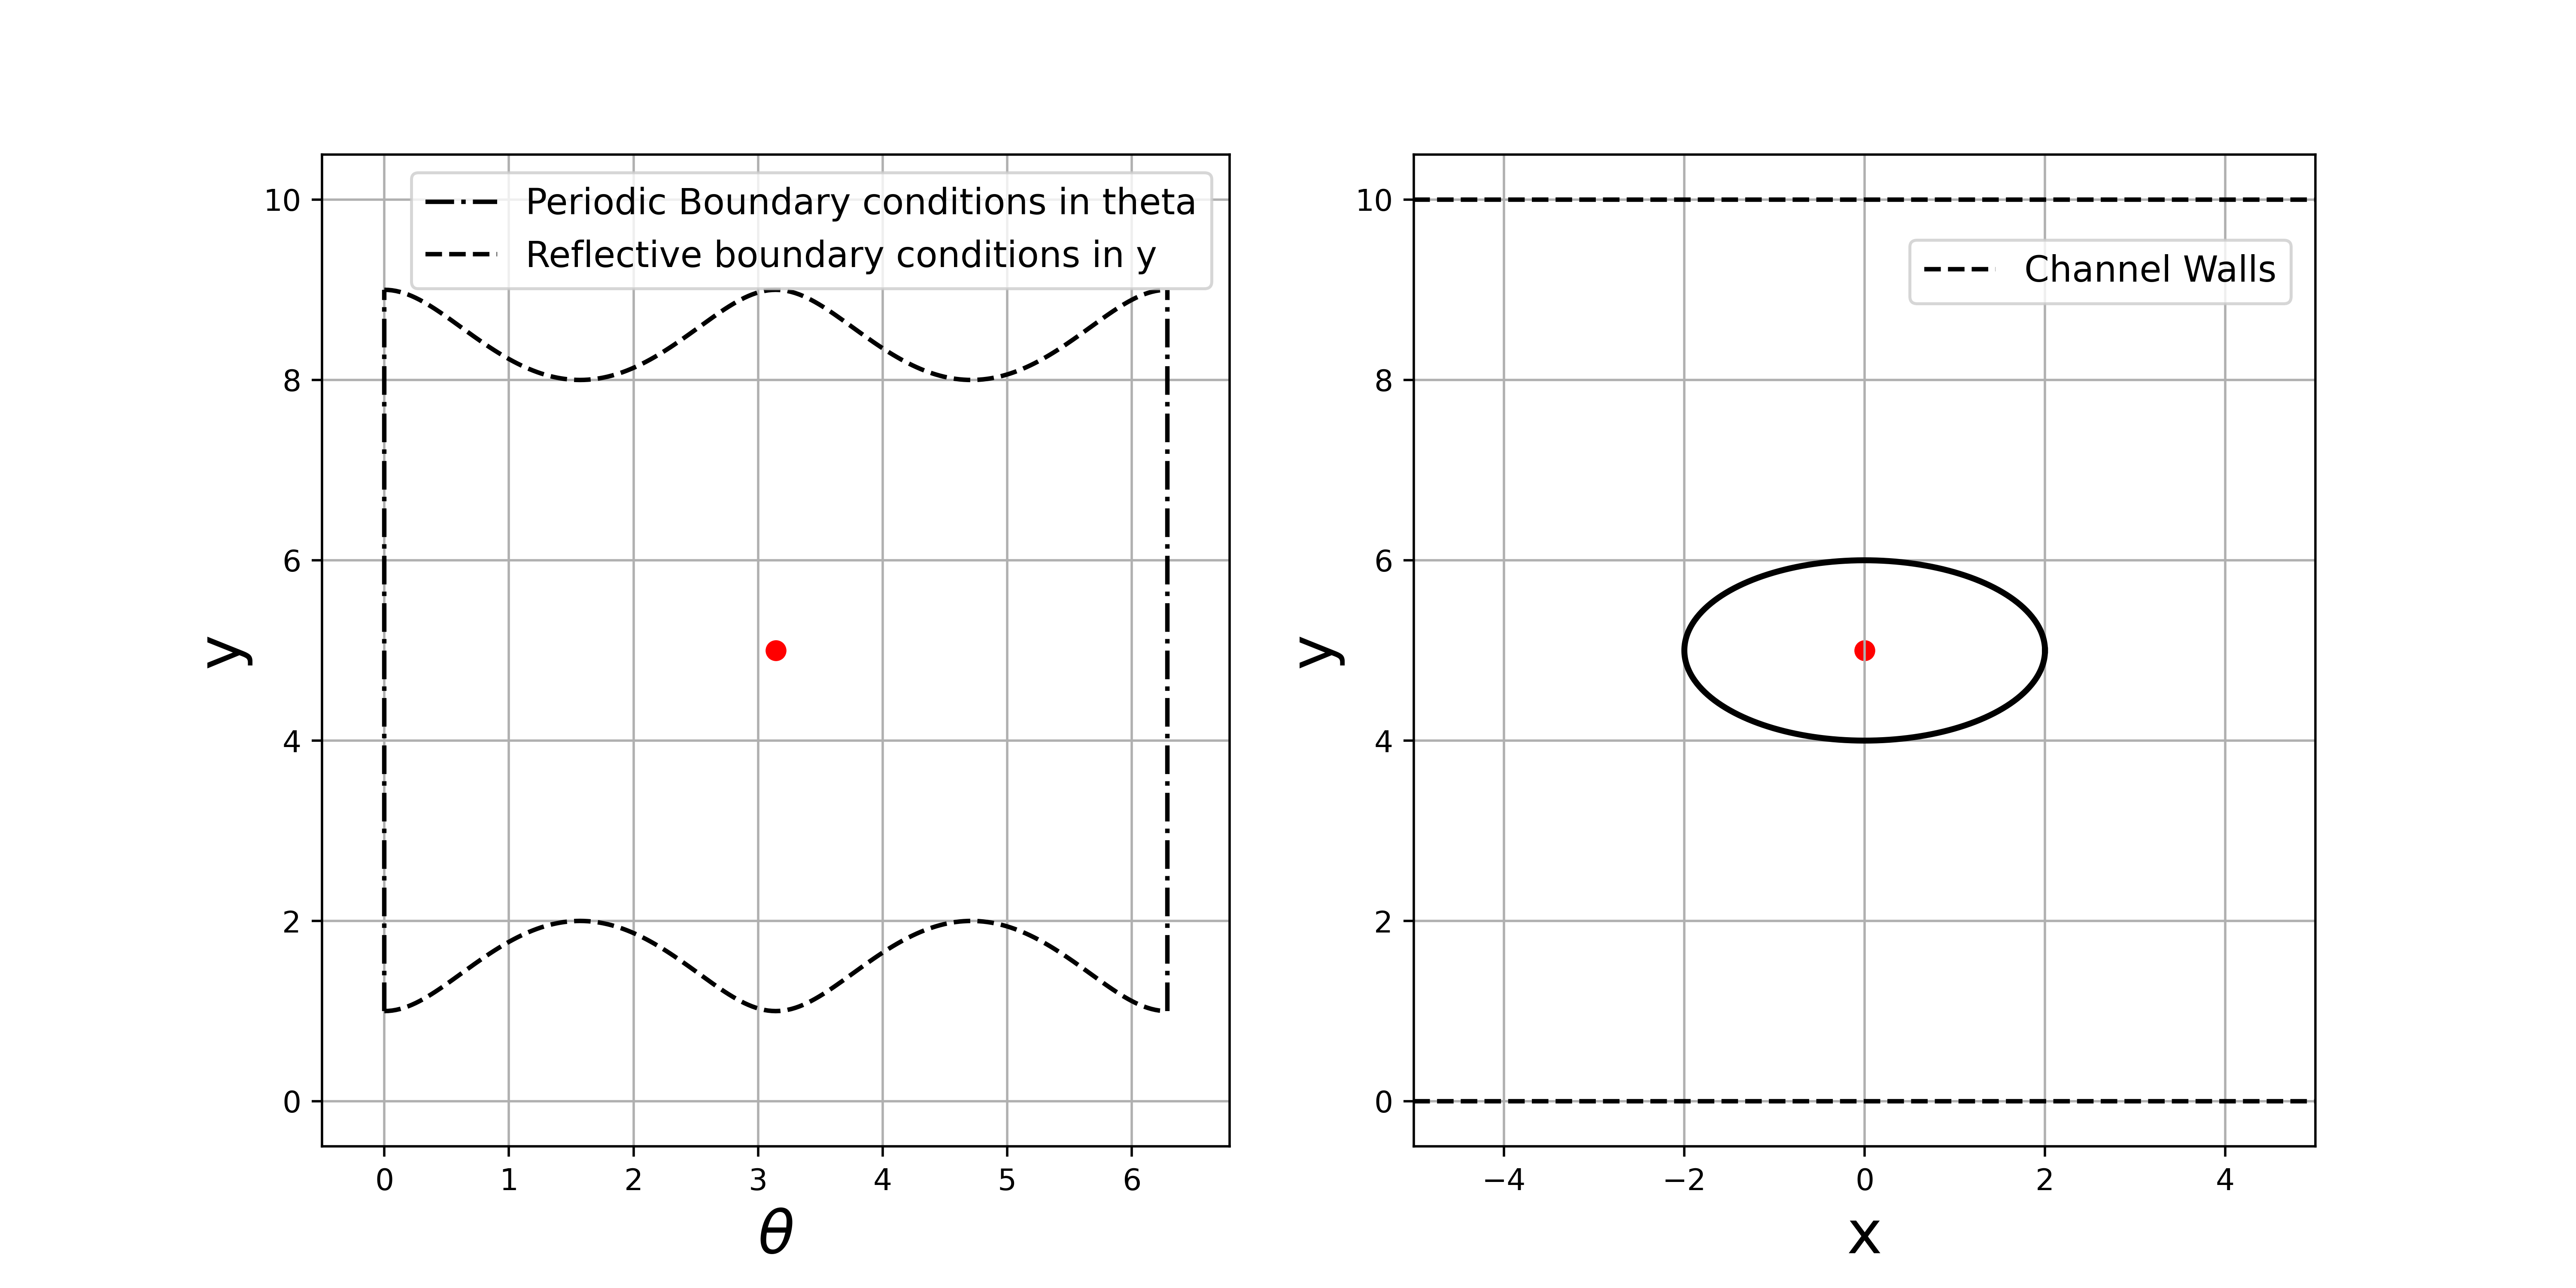 Periodic Boundary conditions in theta
Reflective boundary conditions in y
10
8
6
4
2
0
y
0 1 2 3 4 5 6
θ
Channel Walls
10
8
6
4
2
0
y
−4 −2 0 2 4
x